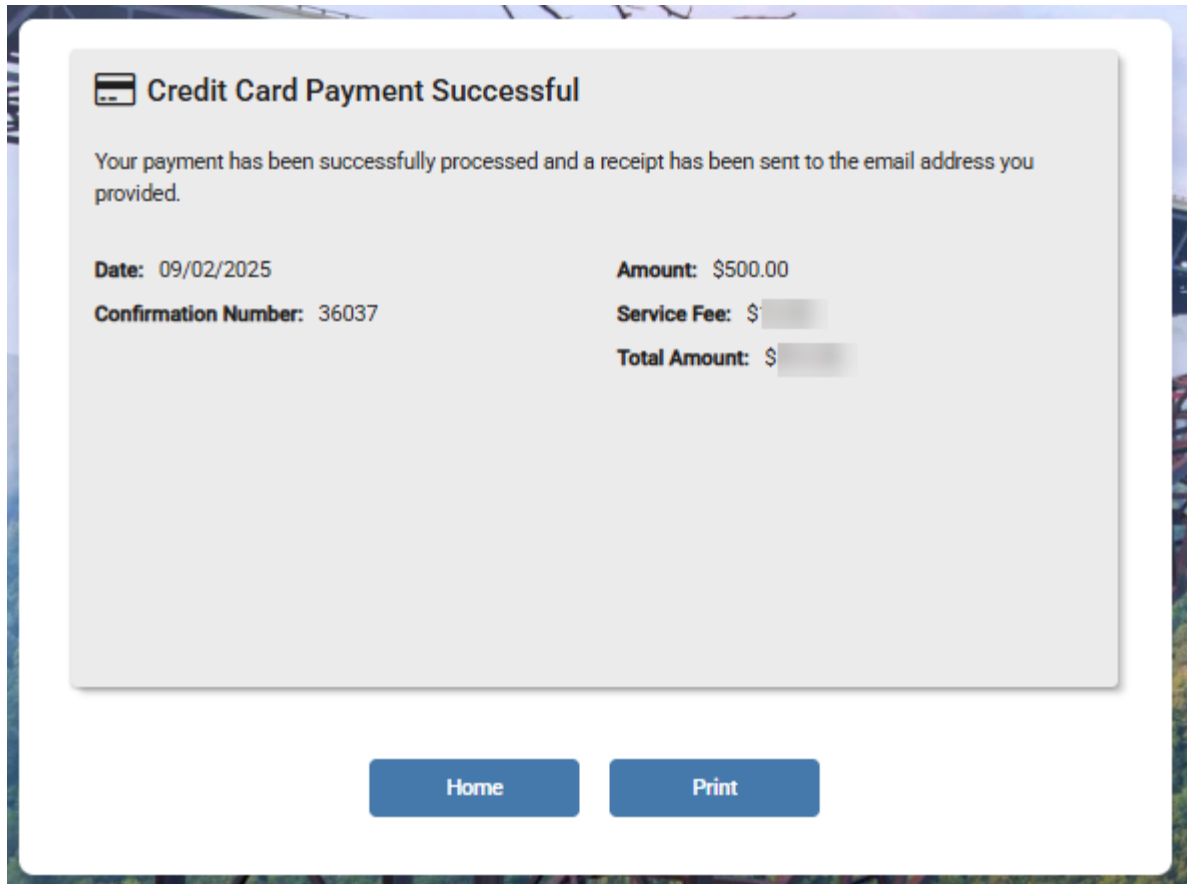 Credit Card Payment Successful
Your payment has been successfully processed and a receipt has been sent to the email address you
provided.
Date: 09/02/2025
Amount: $500.00
Confirmation Number: 36037
Service Fee: $
Total Amount: $
Home
Print